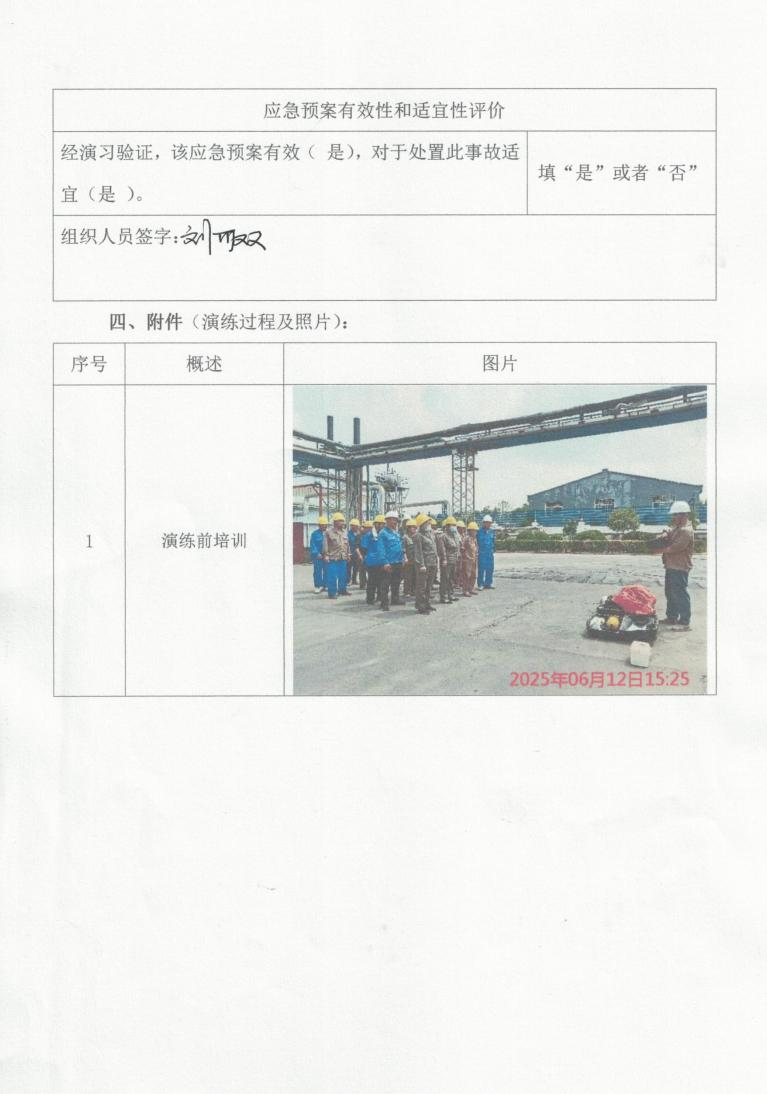 应急预案有效性和适宜性评价
经演习验证，该应急预案有效（ 是），对于处置此事故适
宜（是 ）。
填“是”或者“否”
组织人员签字:刘
四、附件（演练过程及照片）：
序号 概述 图片
1 演练前培训
2025年06月12日15:25